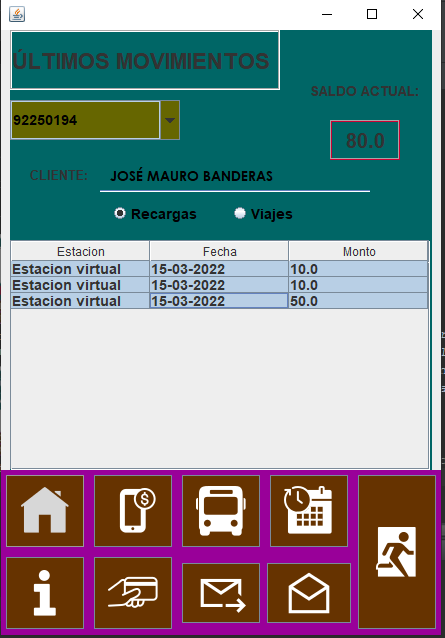 ÚLTIMOS MOVIMIENTOS
SALDO ACTUAL:
92250194
80.0
CLIENTE: JOSÉ MAURO BANDERAS
Recargas Viajes
Estacion Fecha Monto
Estacion virtual 15-03-2022 10.0
Estacion virtual 15-03-2022 10.0
Estacion virtual 15-03-2022 50.0
$